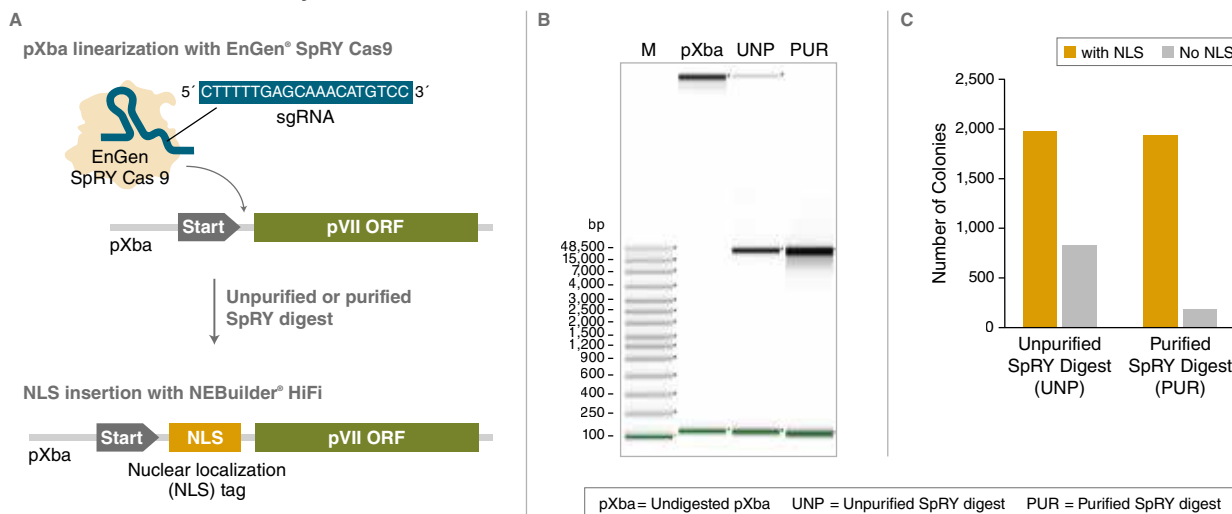 A
pXba linearization with EnGen® SpRY Cas9
5´ CTTTTTGAGCAAACATGTCC 3´
sgRNA
EnGen
SpRY Cas 9
Start
pVII ORF
pXba
Unpurified or purified
SpRY digest
NLS insertion with NEBuilder® HiFi
Start
NLS
pVII ORF
pXba
Nuclear localization
(NLS) tag
B
M pXba UNP PUR
bp
48,500
15,000
7,000
4,000
3,000
2,500
2,000
1,500
1,200
900
600
400
250
100
C
with NLS No NLS
Number of Colonies
2,500
2,000
1,500
1,000
500
0
Unpurified
SpRY Digest
(UNP)
Purified
SpRY Digest
(PUR)
pXba = Undigested pXba UNP = Unpurified SpRY digest PUR = Purified SpRY digest